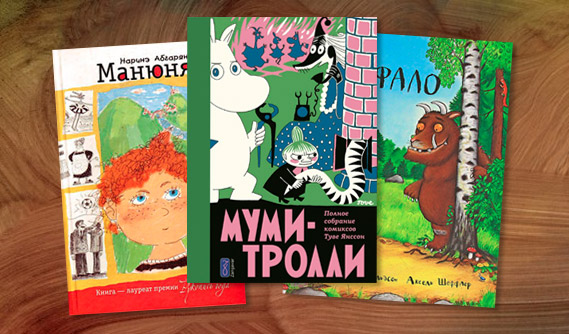 Наринэ Абгарян
Манюня
Книга — лауреат премии
Полное
собрание
комиксов
Туве Янссон
МУМИ-
ТРОЛЛИ
ФАЛО
Аксель Шеффлер